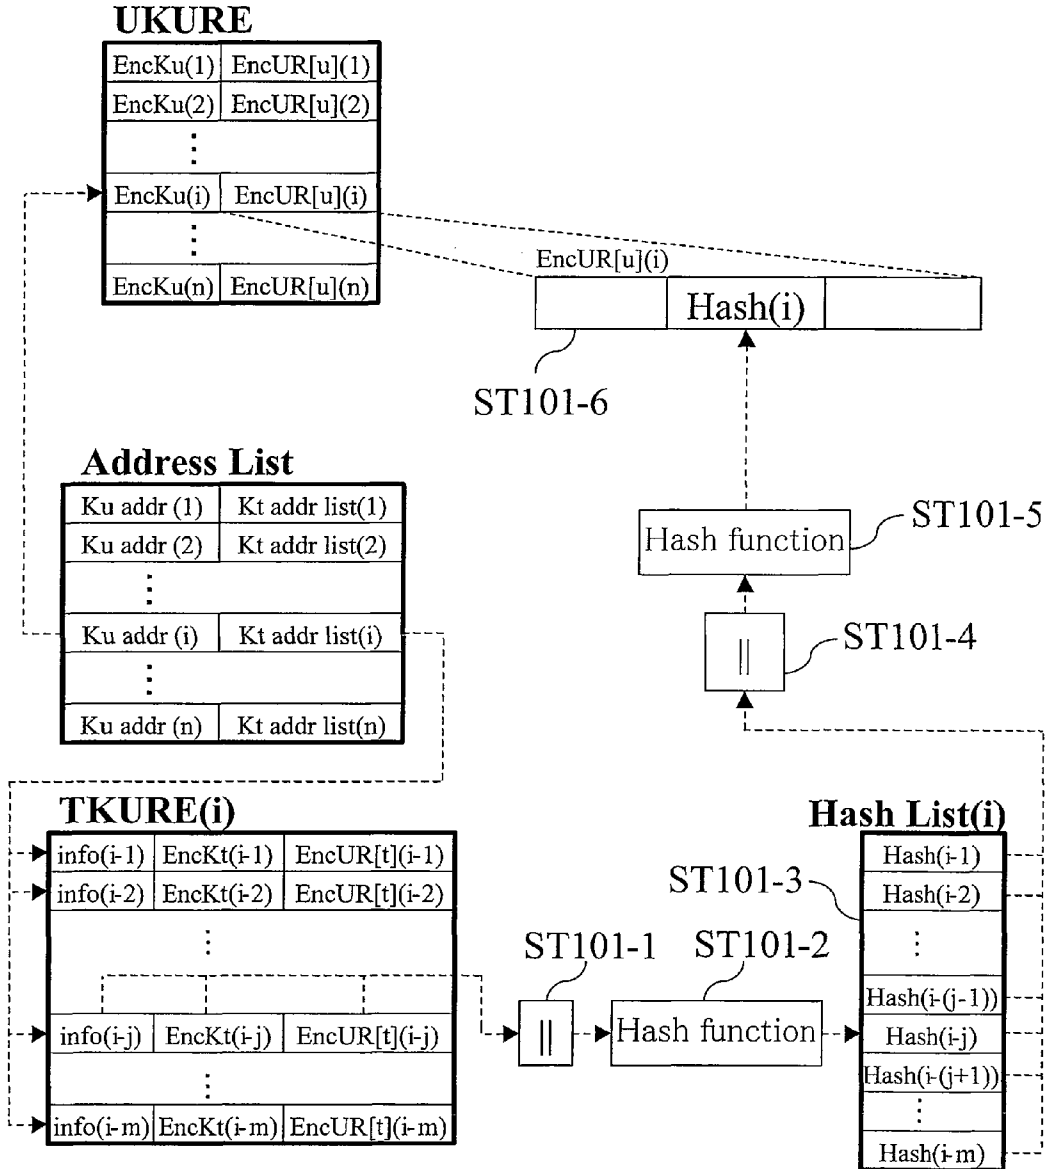 UKURE
EncKu(1) EncUR[u](1)
EncKu(2) EncUR[u](2)
⋮
EncKu(i) EncUR[u](i)
⋮
EncKu(n) EncUR[u](n)
EncUR[u](i)
Hash(i)
ST101-6
Address List
Ku addr (1) Kt addr list(1)
Ku addr (2) Kt addr list(2)
⋮
Ku addr (i) Kt addr list(i)
⋮
Ku addr (n) Kt addr list(n)
Hash function
ST101-5
||
ST101-4
TKURE(i)
info(i-1) EncKt(i-1) EncUR[t](i-1)
info(i-2) EncKt(i-2) EncUR[t](i-2)
⋮
info(i-j) EncKt(i-j) EncUR[t](i-j)
⋮
info(i-m) EncKt(i-m) EncUR[t](i-m)
ST101-1
||
ST101-2
Hash function
ST101-3
Hash List(i)
Hash(i-1)
Hash(i-2)
⋮
Hash(i-(j-1))
Hash(i-j)
Hash(i-(j+1))
⋮
Hash(i-m)